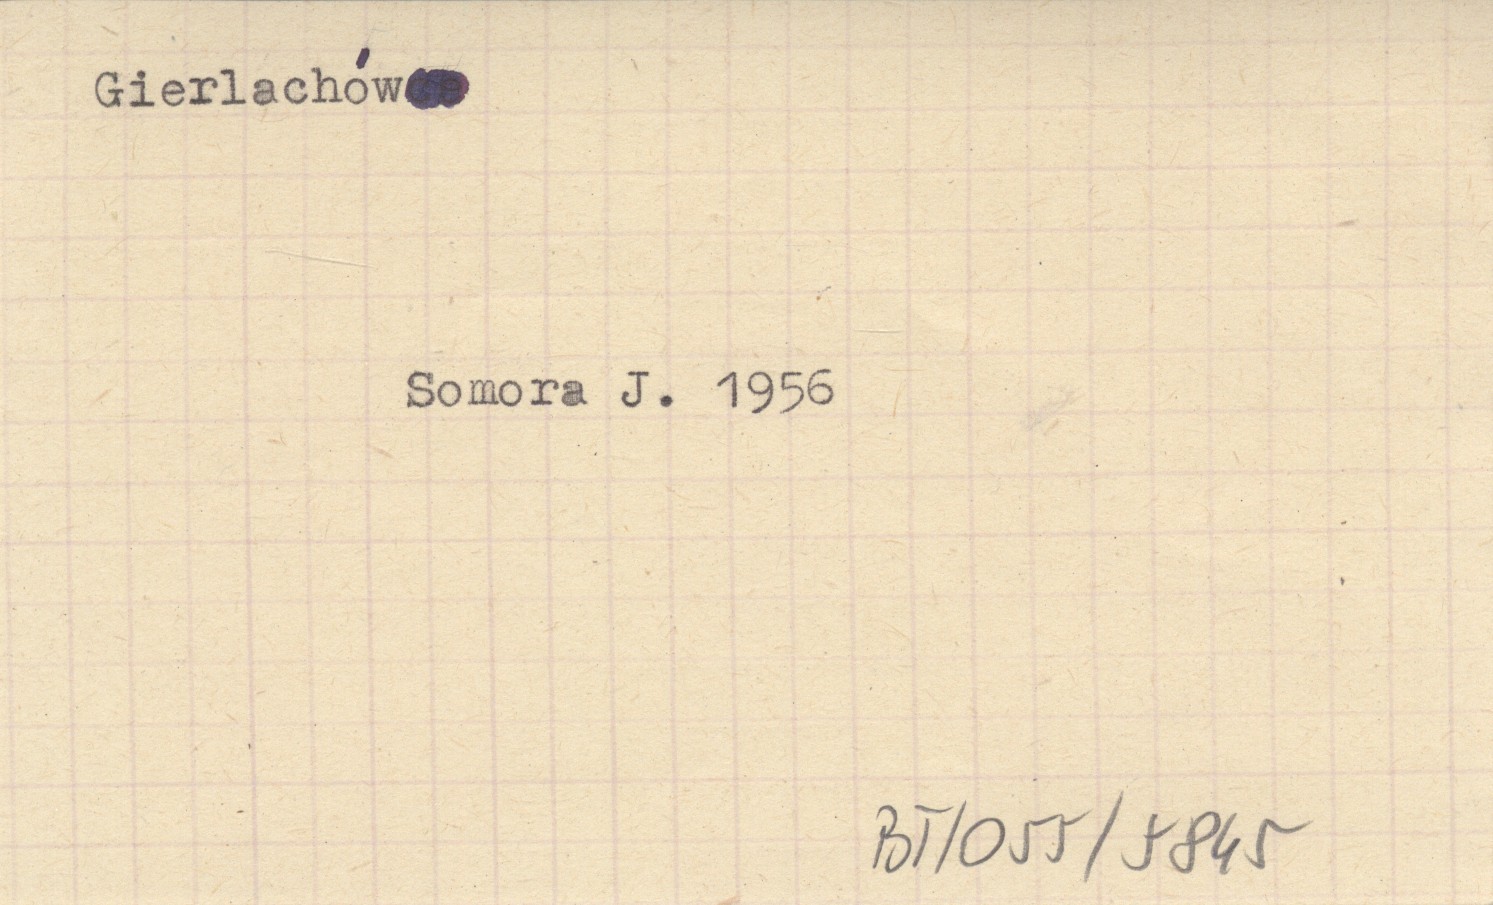 Gierlachów
Somora J. 1956
BT/055/5845